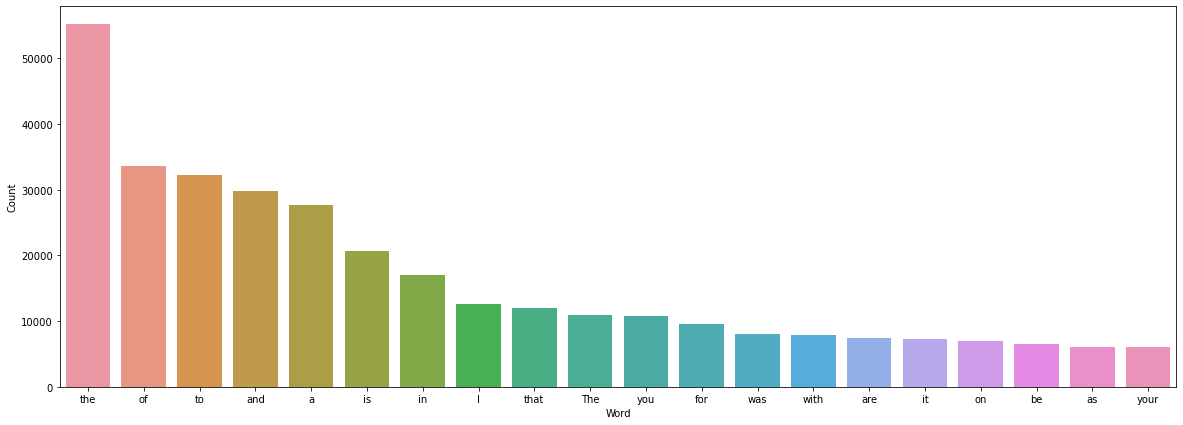 50000
40000
30000
20000
10000
0
Count
the of to and a is in I that The you for was with are it on be as your
Word